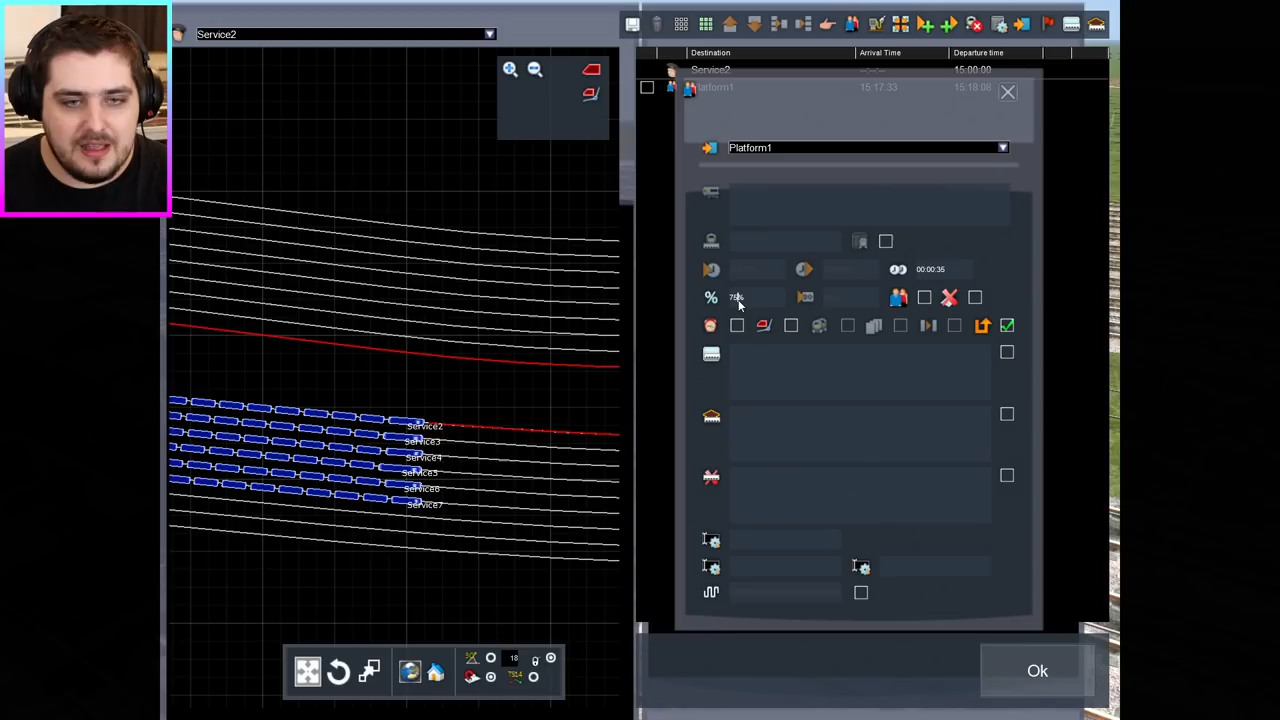 Service2
Destination Arrival Time Departure time
Service2 --:--:-- 15:00:00
Platform1 15:17:33 15:18:08
Platform1
00:00:35
% 75%
Service2
Service3
Service4
Service5
Service6
Service7
18
TS14
Ok